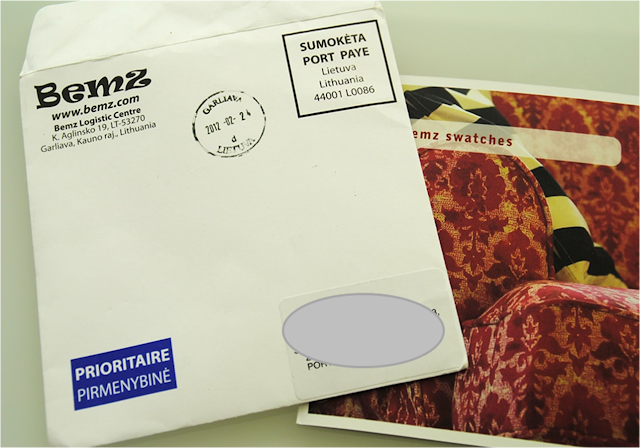 Bemz
www.bemz.com
Bemz Logistic Centre
K. Aglinsko 19, LT-53270
Garliava, Kauno raj., Lithuania
GARLIAVA
2012 -02- 24
d
LIETUVA
SUMOKĖTA
PORT PAYE
Lietuva
Lithuania
44001 L0086
emz swatches
PRIORITAIRE
PIRMENYBINĖ